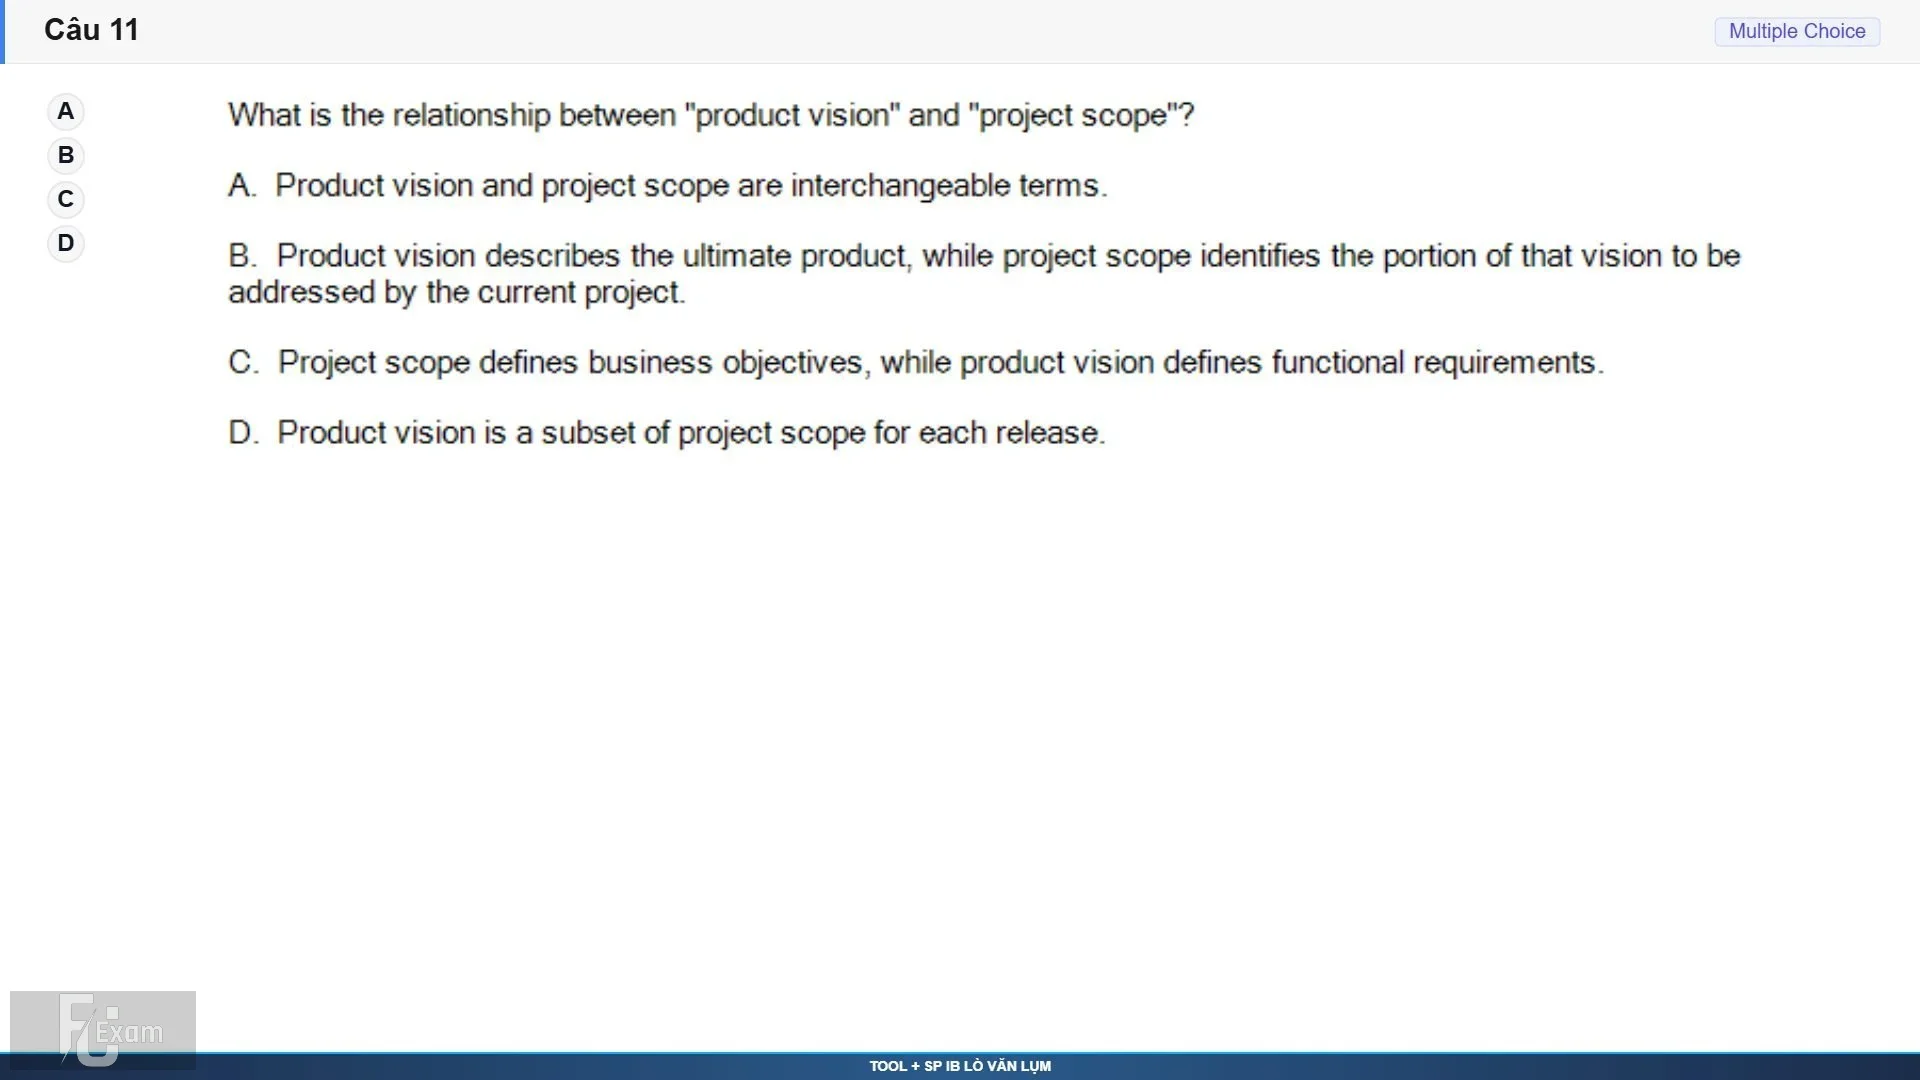 Câu 11
Multiple Choice
A
B
C
D
What is the relationship between "product vision" and "project scope"?
A. Product vision and project scope are interchangeable terms.
B. Product vision describes the ultimate product, while project scope identifies the portion of that vision to be
addressed by the current project.
C. Project scope defines business objectives, while product vision defines functional requirements.
D. Product vision is a subset of project scope for each release.
Exam
TOOL + SP IB LÒ VĂN LỤM